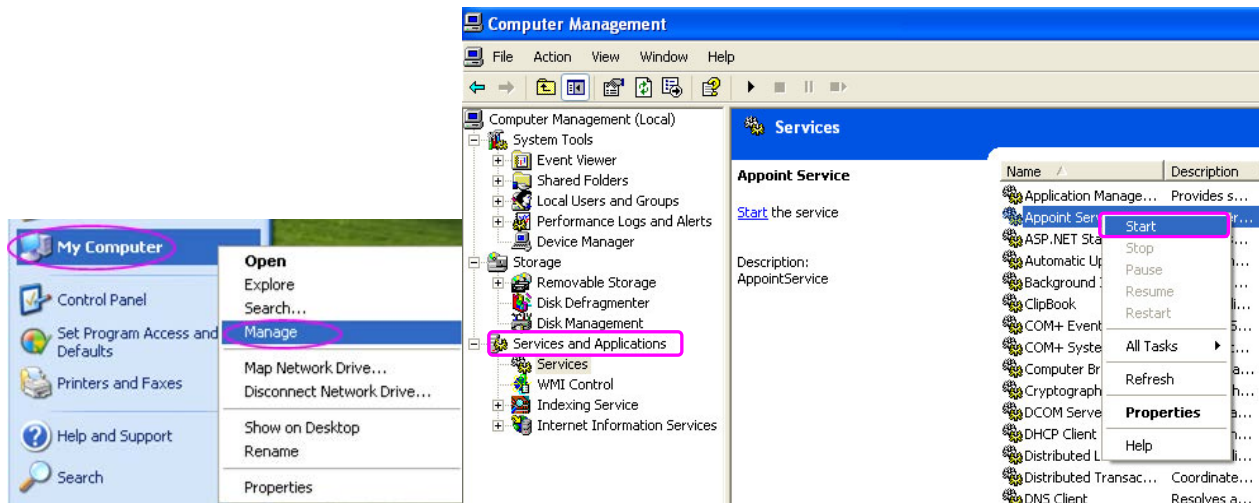 My Computer
Control Panel
Set Program Access and
Defaults
Printers and Faxes
Help and Support
Search
Open
Explore
Search...
Manage
Map Network Drive...
Disconnect Network Drive...
Show on Desktop
Rename
Properties
Computer Management
File Action View Window Help
Computer Management (Local)
System Tools
Event Viewer
Shared Folders
Local Users and Groups
Performance Logs and Alerts
Device Manager
Storage
Removable Storage
Disk Defragmenter
Disk Management
Services and Applications
Services
WMI Control
Indexing Service
Internet Information Services
Services
Appoint Service
Start the service
Description:
AppointService
Name Description
Application Manage... Provides s...
Appoint Serv
ASP.NET Sta
Automatic Up
Background
ClipBook
COM+ Event
COM+ Syste
Computer Br
Cryptograph
DCOM Serve
DHCP Client
Distributed L
Distributed Transac... Coordinate...
DNS Client Resolves a...
Start
Stop
Pause
Resume
Restart
All Tasks
Refresh
Properties
Help